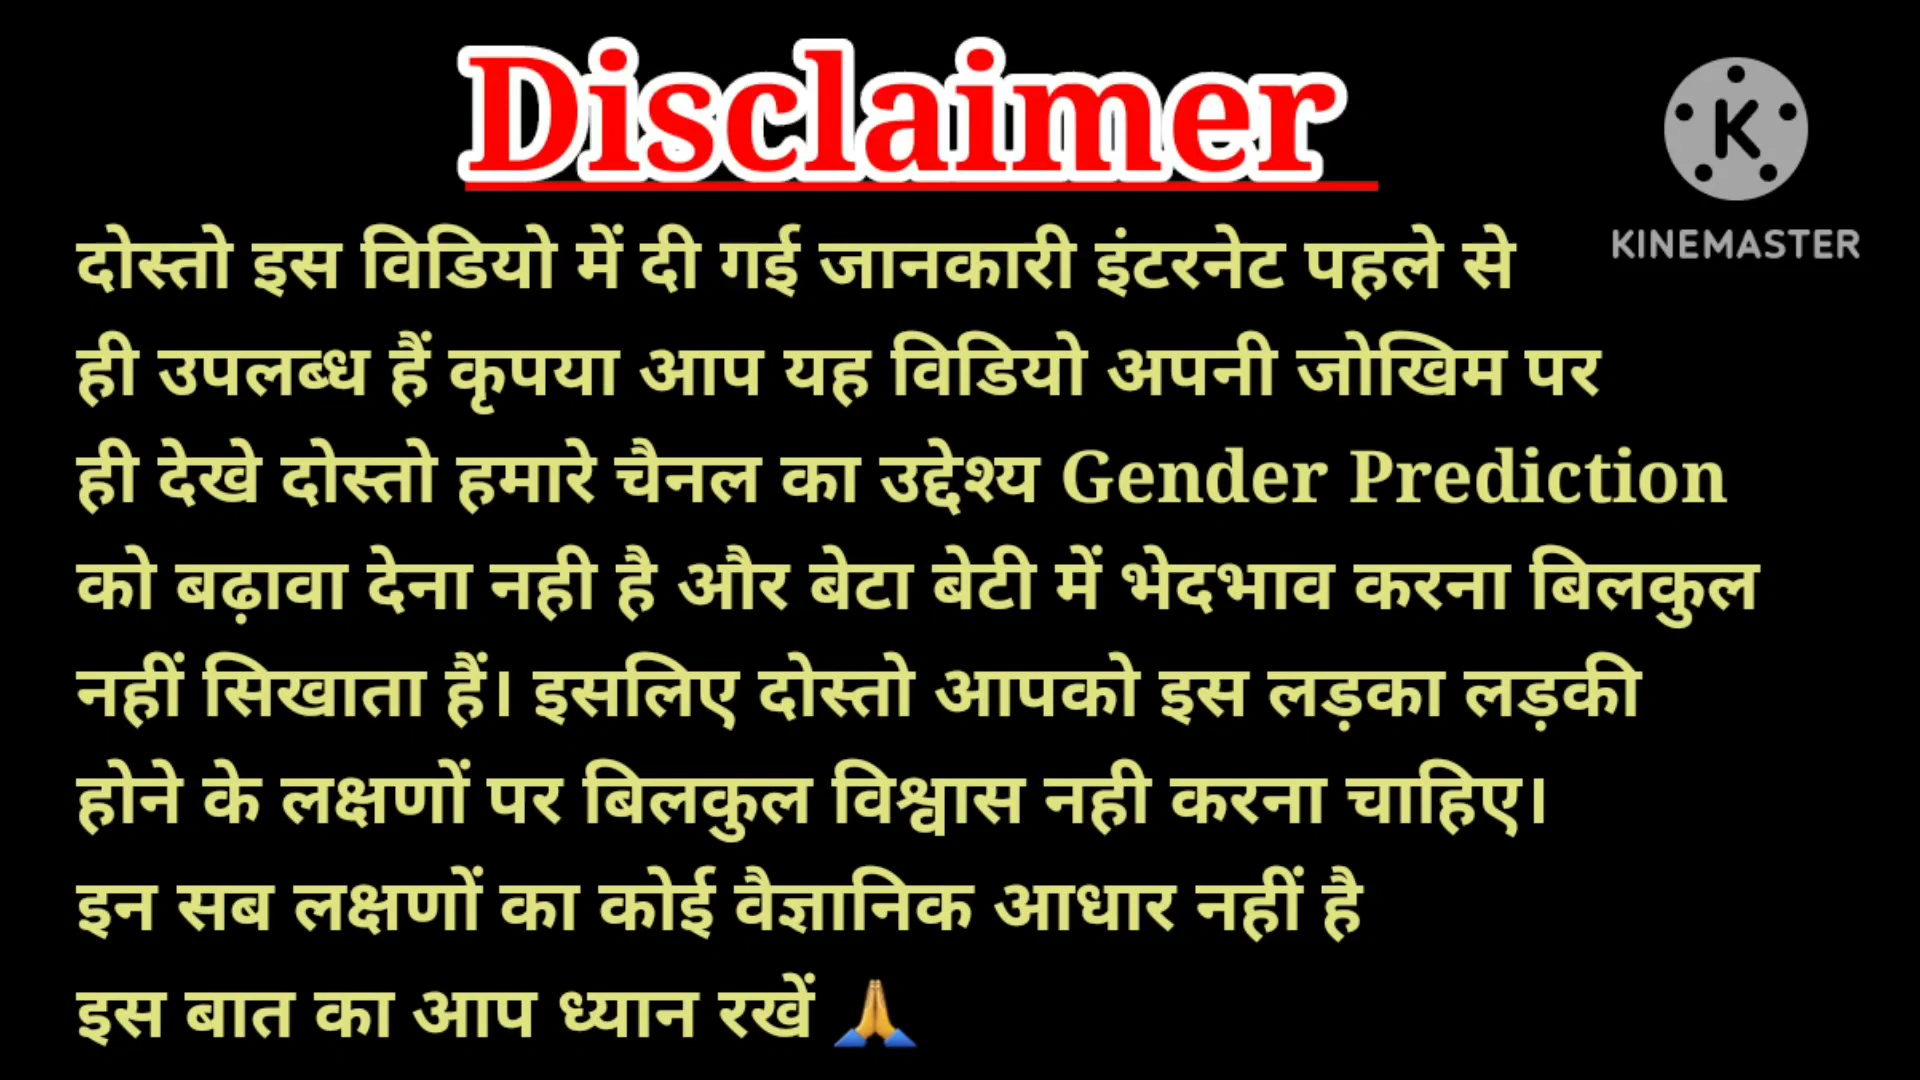 Disclaimer
K
KINEMASTER
दोस्तो इस विडियो में दी गई जानकारी इंटरनेट पहले से
ही उपलब्ध हैं कृपया आप यह विडियो अपनी जोखिम पर
ही देखे दोस्तो हमारे चैनल का उद्देश्य Gender Prediction
को बढ़ावा देना नही है और बेटा बेटी में भेदभाव करना बिलकुल
नहीं सिखाता हैं। इसलिए दोस्तो आपको इस लड़का लड़की
होने के लक्षणों पर बिलकुल विश्वास नही करना चाहिए।
इन सब लक्षणों का कोई वैज्ञानिक आधार नहीं है
इस बात का आप ध्यान रखें 🙏